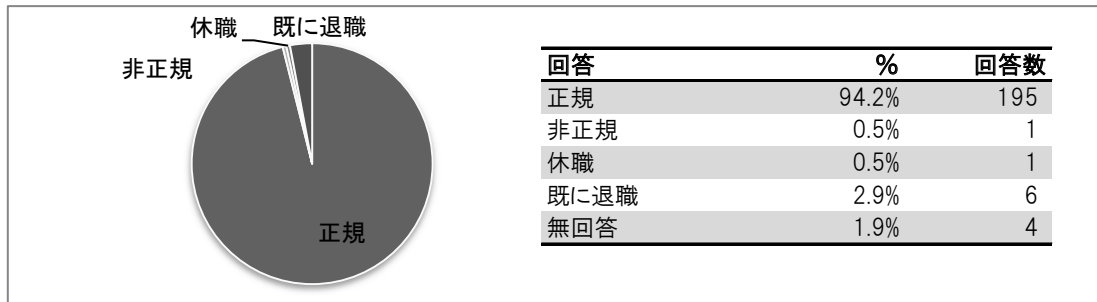 休職 既に退職
非正規
正規
回答 % 回答数
正規 94.2% 195
非正規 0.5% 1
休職 0.5% 1
既に退職 2.9% 6
無回答 1.9% 4